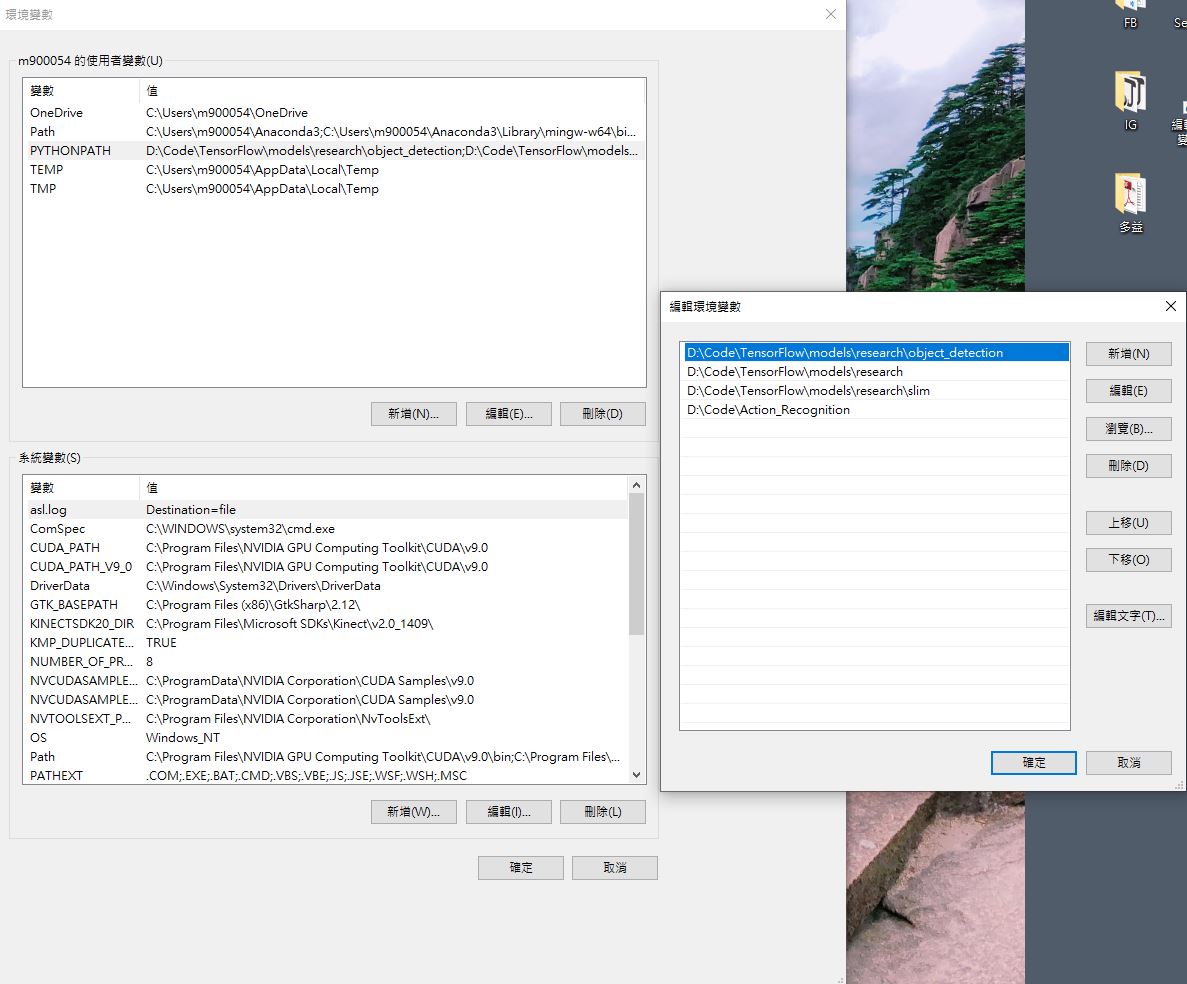 環境變數
m900054 的使用者變數(U)
變數 值
OneDrive C:\Users\m900054\OneDrive
Path C:\Users\m900054\Anaconda3;C:\Users\m900054\Anaconda3\Library\mingw-w64\bi...
PYTHONPATH D:\Code\TensorFlow\models\research\object_detection;D:\Code\TensorFlow\models...
TEMP C:\Users\m900054\AppData\Local\Temp
TMP C:\Users\m900054\AppData\Local\Temp
新增(N)... 編輯(E)... 刪除(D)
系統變數(S)
變數 值
asl.log Destination=file
ComSpec C:\WINDOWS\system32\cmd.exe
CUDA_PATH C:\Program Files\NVIDIA GPU Computing Toolkit\CUDA\v9.0
CUDA_PATH_V9_0 C:\Program Files\NVIDIA GPU Computing Toolkit\CUDA\v9.0
DriverData C:\Windows\System32\Drivers\DriverData
GTK_BASEPATH C:\Program Files (x86)\GtkSharp\2.12\
KINECTSDK20_DIR C:\Program Files\Microsoft SDKs\Kinect\v2.0_1409\
KMP_DUPLICATE... TRUE
NUMBER_OF_PR... 8
NVCUDASAMPLE... C:\ProgramData\NVIDIA Corporation\CUDA Samples\v9.0
NVCUDASAMPLE... C:\ProgramData\NVIDIA Corporation\CUDA Samples\v9.0
NVTOOLSEXT_P... C:\Program Files\NVIDIA Corporation\NvToolsExt\
OS Windows_NT
Path C:\Program Files\NVIDIA GPU Computing Toolkit\CUDA\v9.0\bin;C:\Program Files\...
PATHEXT .COM;.EXE;.BAT;.CMD;.VBS;.VBE;.JS;.JSE;.WSF;.WSH;.MSC
新增(W)... 編輯(I)... 刪除(L)
確定 取消
FB
Se
IG
編
變
多益
編輯環境變數
D:\Code\TensorFlow\models\research\object_detection
D:\Code\TensorFlow\models\research
D:\Code\TensorFlow\models\research\slim
D:\Code\Action_Recognition
新增(N)
編輯(E)
瀏覽(B)...
刪除(D)
上移(U)
下移(O)
編輯文字(T)...
確定 取消